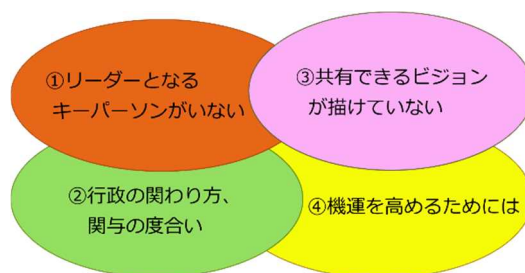 ①リーダーとなる
キーパーソンがいない
②行政の関わり方、
関与の度合い
③共有できるビジョン
が描けていない
④機運を高めるためには